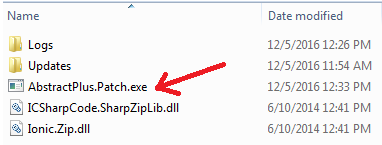 Name Date modified
Logs 12/5/2016 12:26 PM
Updates 12/5/2016 11:54 AM
AbstractPlus.Patch.exe 12/5/2016 12:33 PM
ICSharpCode.SharpZipLib.dll 6/10/2014 12:41 PM
Ionic.Zip.dll 6/10/2014 12:41 PM